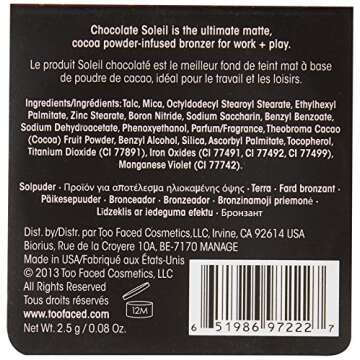 Chocolate Soleil is the ultimate matte,
cocoa powder-infused bronzer for work + play.
Le produit Soleil chocolaté est le meilleur fond de teint mat à base
de poudre de cacao, idéal pour le travail et les loisirs.
Ingredients/Ingrédients: Talc, Mica, Octyldodecyl Stearoyl Stearate, Ethylhexyl
Palmitate, Zinc Stearate, Boron Nitride, Sodium Saccharin, Benzyl Benzoate,
Sodium Dehydroacetate, Phenoxyethanol, Parfum/Fragrance, Theobroma Cacao
(Cocoa) Fruit Powder, Benzyl Alcohol, Silica, Ascorbyl Palmitate, Tocopherol,
Titanium Dioxide (CI 77891), Iron Oxides (CI 77491, CI 77492, CI 77499),
Manganese Violet (CI 77742).
Solpuder - Προϊόν για αποτέλεσμα ηλιοκαμένης όψης - Terra - Fard bronzant -
Päikesepuuder - Bronceador - Bronzeador - Bronzinamoji priemonė -
Lidzeklis ar iedeguma efektu - Бронзант
Dist. by/Distr. par Too Faced Cosmetics, LLC, Irvine, CA 92614 USA
Biorius, Rue de la Croyere 10A, BE-7170 MANAGE
Made in USA/Fabriqué aux États-Unis
© 2013 Too Faced Cosmetics, LLC
All Rights Reserved
Tous droits réservés
www.toofaced.com
Net Wt. 2.5 g / 0.08 Oz.
12M
6 51986 97222 7